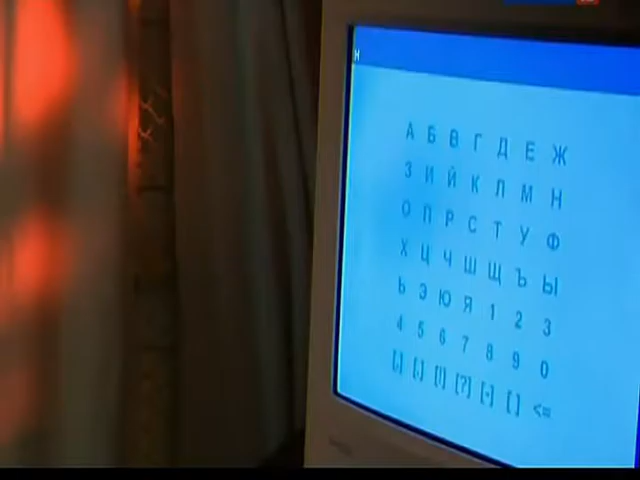 Н
А Б В Г Д Е Ж
З И Й К Л М Н
О П Р С Т У Ф
Х Ц Ч Ш Щ Ъ Ы
Ь Э Ю Я 1 2 3
4 5 6 7 8 9 0
[,] [.] [!] [?] [-] [ ] <=